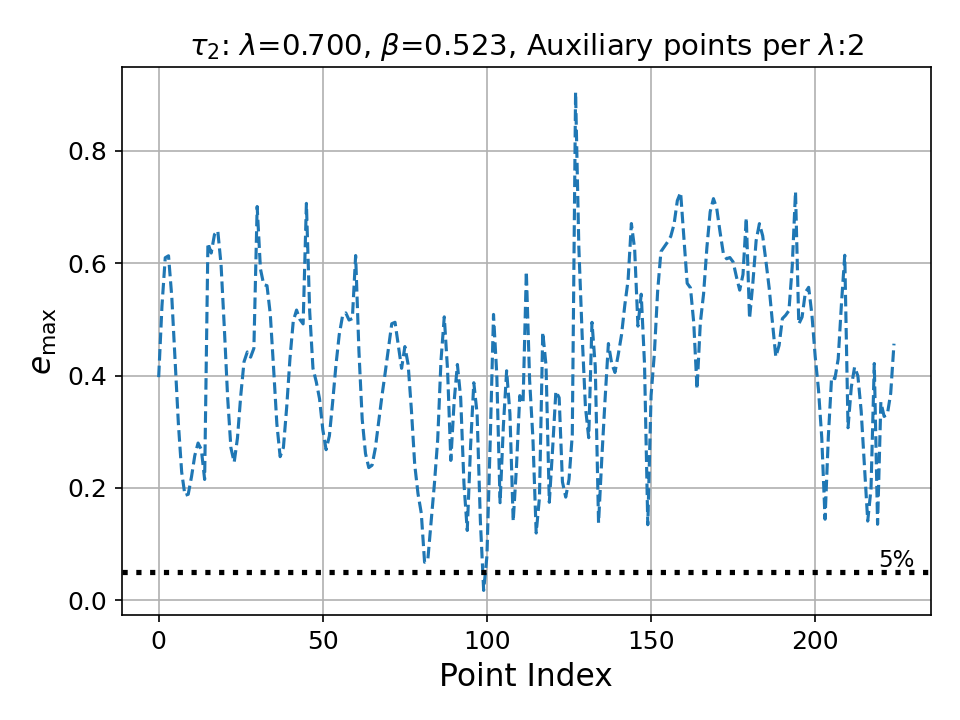 τ₂: λ=0.700, β=0.523, Auxiliary points per λ:2
e_max
0.8
0.6
0.4
0.2
0.0
5%
0 50 100 150 200
Point Index